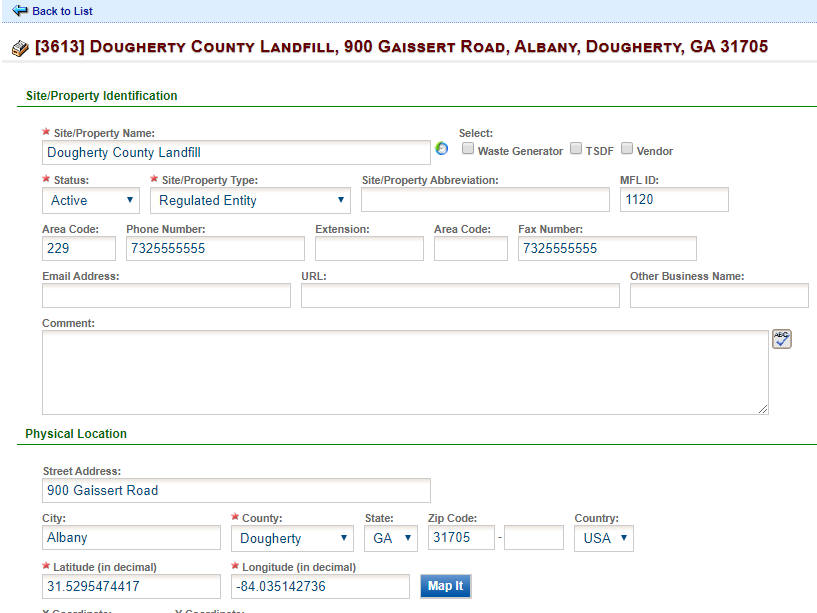 Back to List
[3613] Dougherty County Landfill, 900 Gaissert Road, Albany, Dougherty, GA 31705
Site/Property Identification
* Site/Property Name: Select:
Dougherty County Landfill Waste Generator TSDF Vendor
* Status: * Site/Property Type: Site/Property Abbreviation: MFL ID:
Active Regulated Entity 1120
Area Code: Phone Number: Extension: Area Code: Fax Number:
229 7325555555 7325555555
Email Address: URL: Other Business Name:
Comment:
ABC
Physical Location
Street Address:
900 Gaissert Road
City: * County: State: Zip Code: Country:
Albany Dougherty GA 31705 - USA
* Latitude (in decimal) * Longitude (in decimal)
31.5295474417 -84.035142736 Map It
X Coordinate: Y Coordinate: